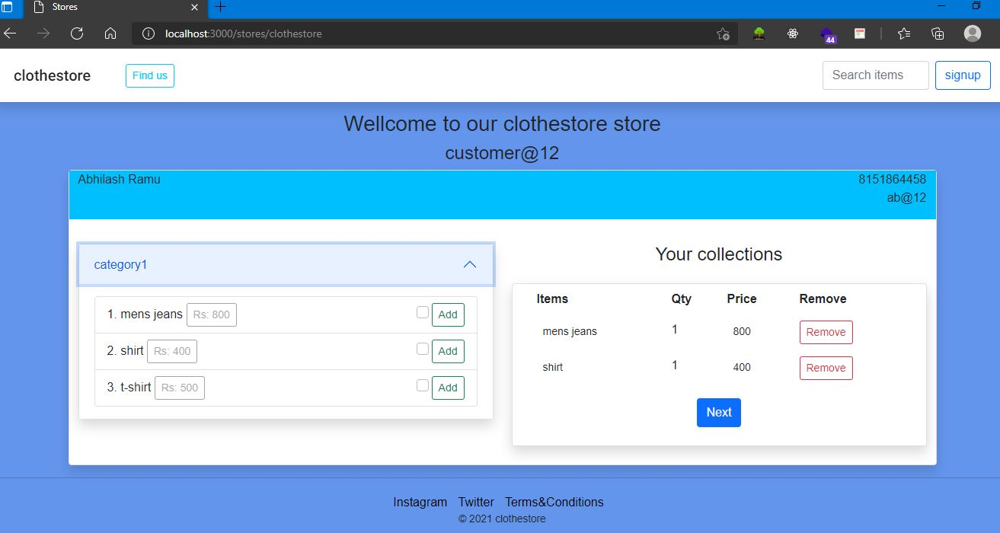 Stores
localhost:3000/stores/clothestore
44
clothestore Find us Search items signup
Wellcome to our clothestore store
customer@12
Abhilash Ramu 8151864458
ab@12
category1
1. mens jeans Rs: 800 Add
2. shirt Rs: 400 Add
3. t-shirt Rs: 500 Add
Your collections
Items Qty Price Remove
mens jeans 1 800 Remove
shirt 1 400 Remove
Next
Instagram Twitter Terms&Conditions
© 2021 clothestore